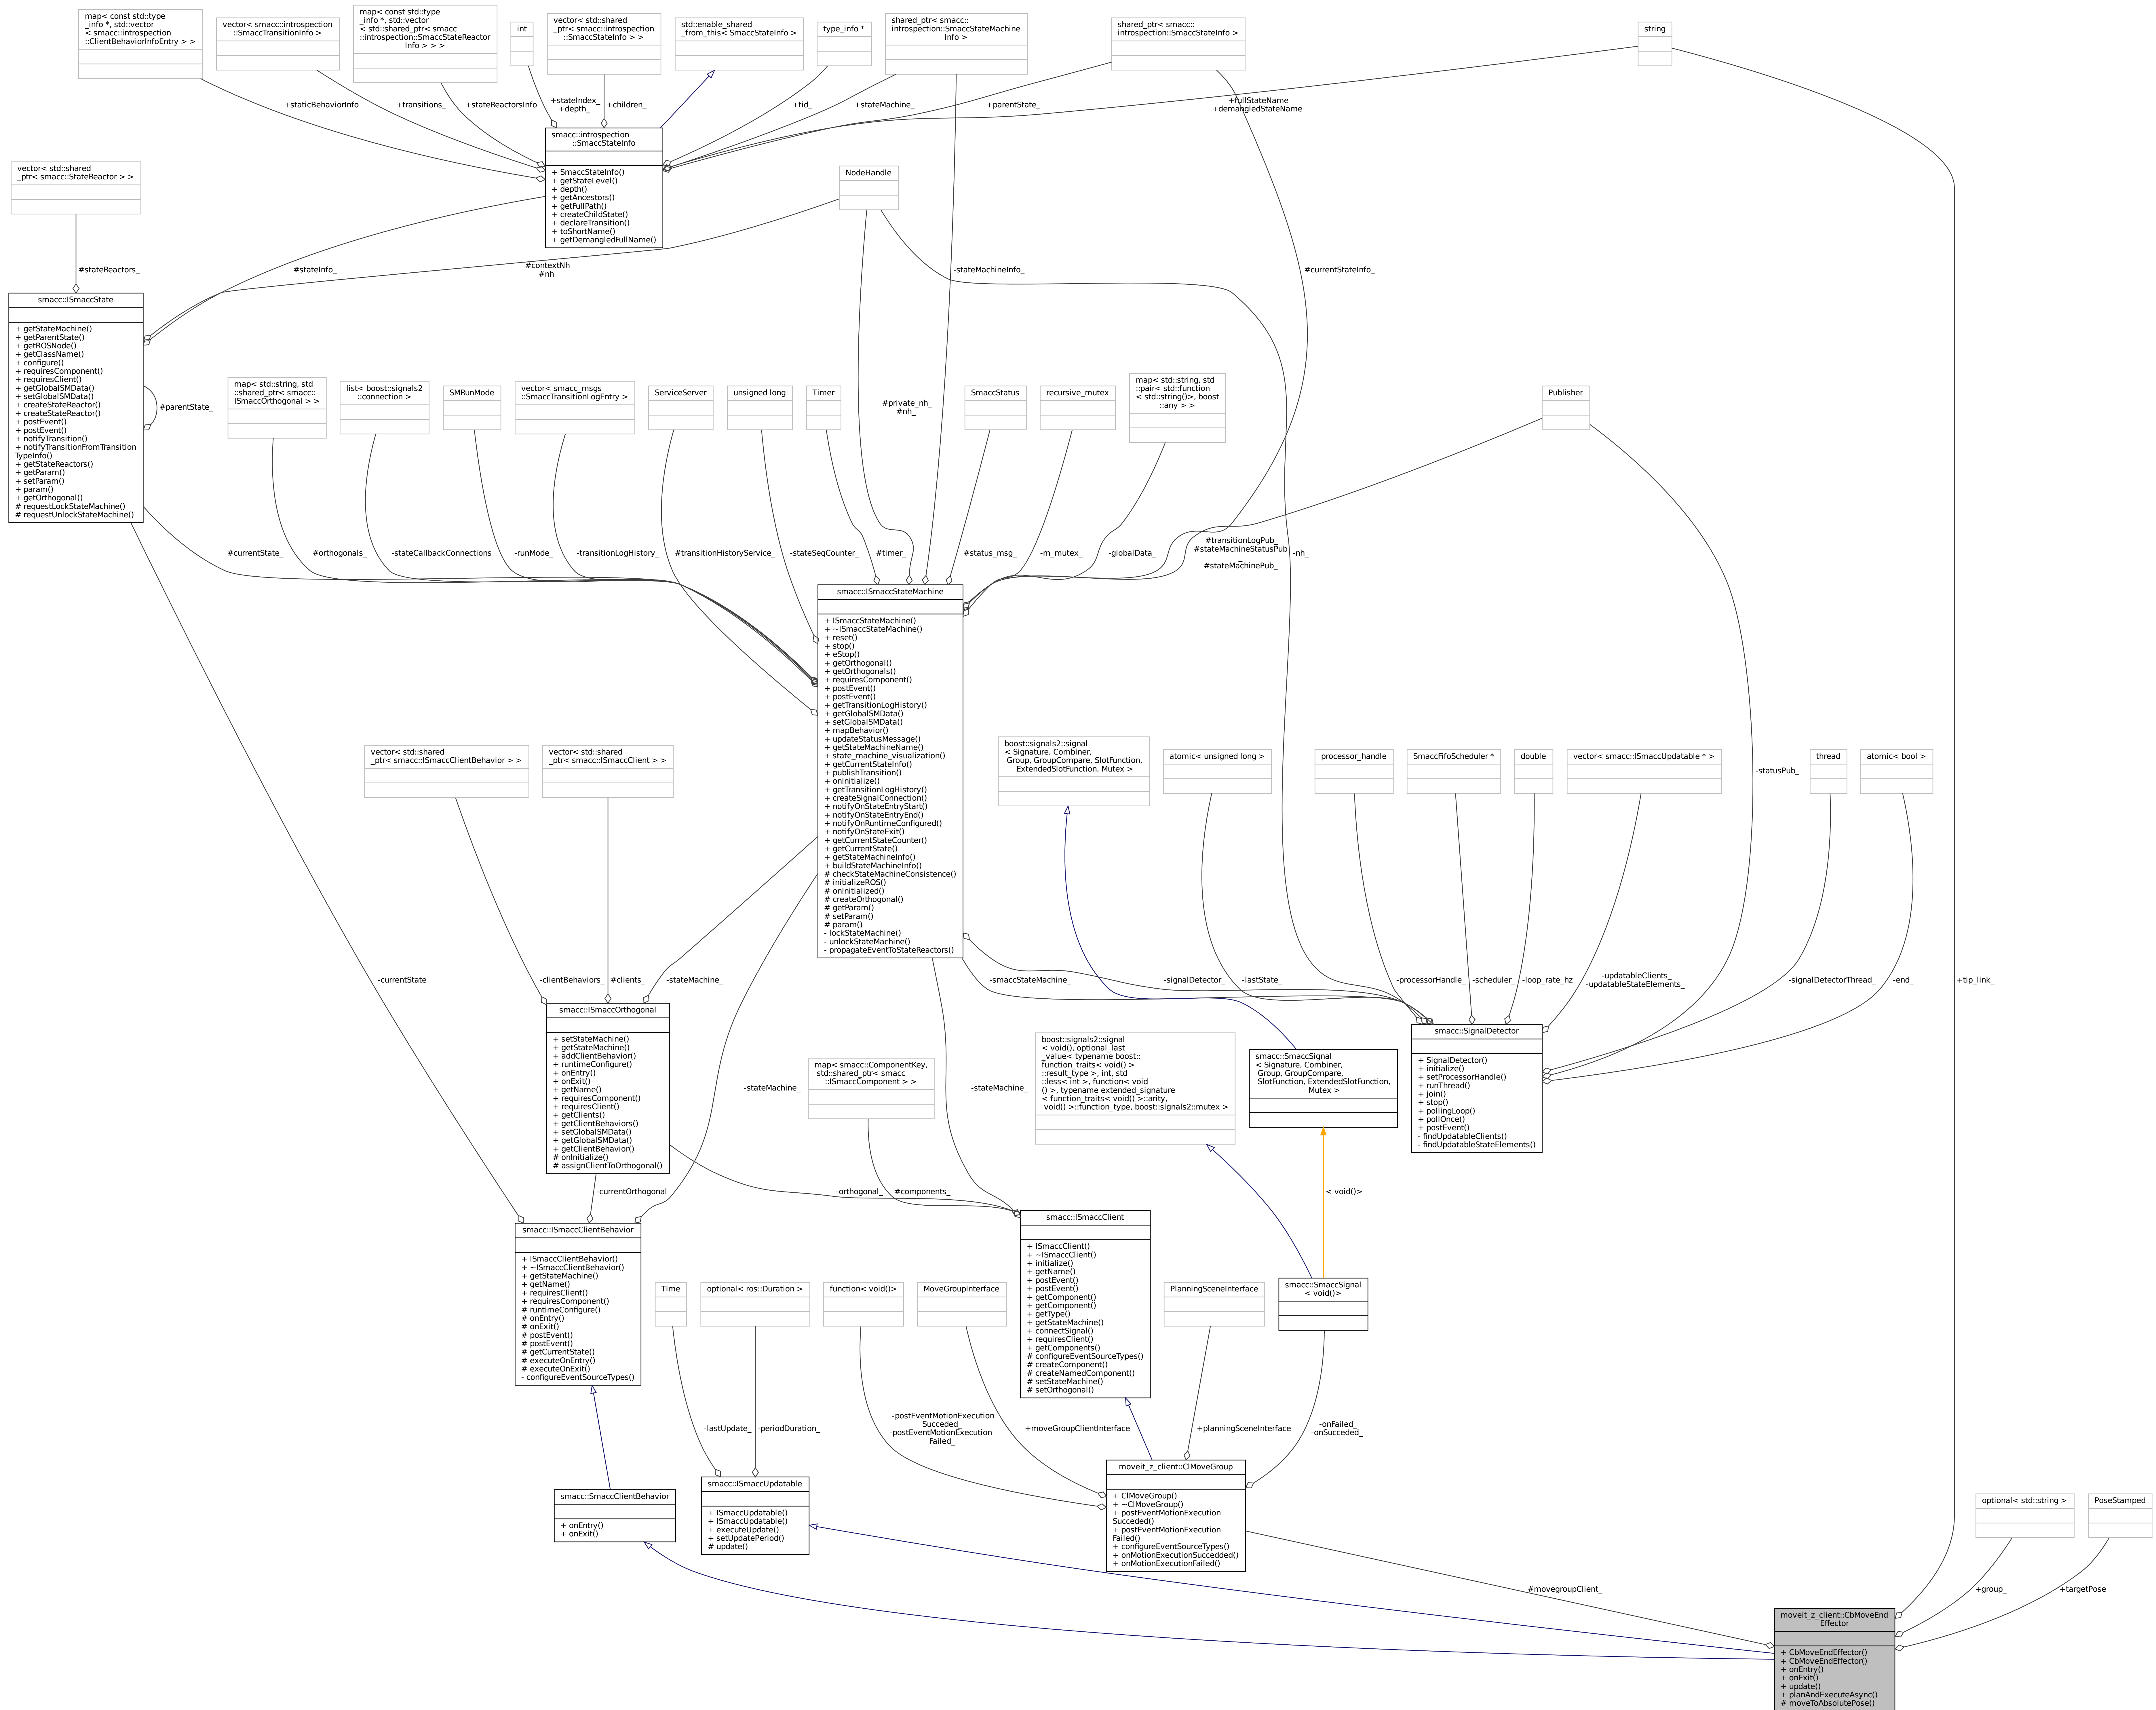 map< const std::type
_info *, std::vector
< smacc::introspection
::ClientBehaviorInfoEntry > >
vector< smacc::introspection
::SmaccTransitionInfo >
map< const std::type
_info *, std::vector
< std::shared_ptr< smacc
::introspection::SmaccStateReactor
Info > > >
int
vector< std::shared
_ptr< smacc::introspection
::SmaccStateInfo > >
std::enable_shared
_from_this< SmaccStateInfo >
type_info *
shared_ptr< smacc::
introspection::SmaccStateMachine
Info >
shared_ptr< smacc::
introspection::SmaccStateInfo >
string
+staticBehaviorInfo
+transitions_
+stateReactorsInfo
+stateIndex_
+depth_
+children_
+tid_
+stateMachine_
+parentState_
+fullStateName
+demangledStateName
smacc::introspection
::SmaccStateInfo
+ SmaccStateInfo()
+ getStateLevel()
+ depth()
+ getAncestors()
+ getFullPath()
+ createChildState()
+ declareTransition()
+ toShortName()
+ getDemangledFullName()
vector< std::shared
_ptr< smacc::StateReactor > >
NodeHandle
#stateReactors_
#stateInfo_
#contextNh
#nh
-stateMachineInfo_
#currentStateInfo_
smacc::ISmaccState
+ getStateMachine()
+ getParentState()
+ getROSNode()
+ getClassName()
+ configure()
+ requiresComponent()
+ requiresClient()
+ getGlobalSMData()
+ setGlobalSMData()
+ createStateReactor()
+ createStateReactor()
+ postEvent()
+ postEvent()
+ notifyTransition()
+ notifyTransitionFromTransition
TypeInfo()
+ getStateReactors()
+ getParam()
+ setParam()
+ param()
+ getOrthogonal()
# requestLockStateMachine()
# requestUnlockStateMachine()
#parentState_
map< std::string, std
::shared_ptr< smacc::
ISmaccOrthogonal > >
list< boost::signals2
::connection >
SMRunMode
vector< smacc_msgs
::SmaccTransitionLogEntry >
ServiceServer
unsigned long
Timer
#private_nh_
#nh_
SmaccStatus
recursive_mutex
map< std::string, std
::pair< std::function
< std::string()>, boost
::any > >
Publisher
#currentState_
#orthogonals_
-stateCallbackConnections
-runMode_
-transitionLogHistory_
#transitionHistoryService_
-stateSeqCounter_
#timer_
#status_msg_
-m_mutex_
-globalData_
#transitionLogPub_
#stateMachineStatusPub
_
#stateMachinePub_
-nh_
smacc::ISmaccStateMachine
+ ISmaccStateMachine()
+ ~ISmaccStateMachine()
+ reset()
+ stop()
+ eStop()
+ getOrthogonal()
+ getOrthogonals()
+ requiresComponent()
+ postEvent()
+ postEvent()
+ getTransitionLogHistory()
+ getGlobalSMData()
+ setGlobalSMData()
+ mapBehavior()
+ updateStatusMessage()
+ getStateMachineName()
+ state_machine_visualization()
+ getCurrentStateInfo()
+ publishTransition()
+ onInitialize()
+ getTransitionLogHistory()
+ createSignalConnection()
+ notifyOnStateEntryStart()
+ notifyOnStateEntryEnd()
+ notifyOnRuntimeConfigured()
+ notifyOnStateExit()
+ getCurrentStateCounter()
+ getCurrentState()
+ getStateMachineInfo()
+ buildStateMachineInfo()
# checkStateMachineConsistence()
# initializeROS()
# onInitialized()
# createOrthogonal()
# getParam()
# setParam()
# param()
- lockStateMachine()
- unlockStateMachine()
- propagateEventToStateReactors()
vector< std::shared
_ptr< smacc::ISmaccClientBehavior > >
vector< std::shared
_ptr< smacc::ISmaccClient > >
boost::signals2::signal
< Signature, Combiner,
Group, GroupCompare, SlotFunction,
ExtendedSlotFunction, Mutex >
atomic< unsigned long >
processor_handle
SmaccFifoScheduler *
double
vector< smacc::ISmaccUpdatable * >
thread
atomic< bool >
-statusPub_
-currentState
-clientBehaviors_
#clients_
-stateMachine_
-smaccStateMachine_
-signalDetector_
-lastState_
-processorHandle_
-scheduler_
-loop_rate_hz
-updatableClients_
-updatableStateElements_
-signalDetectorThread_
-end_
+tip_link_
smacc::ISmaccOrthogonal
+ setStateMachine()
+ getStateMachine()
+ addClientBehavior()
+ runtimeConfigure()
+ onEntry()
+ onExit()
+ getName()
+ requiresComponent()
+ requiresClient()
+ getClients()
+ getClientBehaviors()
+ setGlobalSMData()
+ getGlobalSMData()
+ getClientBehavior()
# onInitialize()
# assignClientToOrthogonal()
-stateMachine_
map< smacc::ComponentKey,
std::shared_ptr< smacc
::ISmaccComponent > >
-stateMachine_
boost::signals2::signal
< void(), optional_last
_value< typename boost::
function_traits< void() >
::result_type >, int, std
::less< int >, function< void
() >, typename extended_signature
< function_traits< void() >::arity,
void() >::function_type, boost::signals2::mutex >
smacc::SmaccSignal
< Signature, Combiner,
Group, GroupCompare,
SlotFunction, ExtendedSlotFunction,
Mutex >
smacc::SignalDetector
+ SignalDetector()
+ initialize()
+ setProcessorHandle()
+ runThread()
+ join()
+ stop()
+ pollingLoop()
+ pollOnce()
+ postEvent()
- findUpdatableClients()
- findUpdatableStateElements()
-currentOrthogonal
-orthogonal_
#components_
< void()>
smacc::ISmaccClientBehavior
+ ISmaccClientBehavior()
+ ~ISmaccClientBehavior()
+ getStateMachine()
+ getName()
+ requiresClient()
+ requiresComponent()
# runtimeConfigure()
# onEntry()
# onExit()
# postEvent()
# postEvent()
# getCurrentState()
# executeOnEntry()
# executeOnExit()
- configureEventSourceTypes()
Time
optional< ros::Duration >
function< void()>
MoveGroupInterface
smacc::ISmaccClient
+ ISmaccClient()
+ ~ISmaccClient()
+ initialize()
+ getName()
+ postEvent()
+ postEvent()
+ getComponent()
+ getComponent()
+ getType()
+ getStateMachine()
+ connectSignal()
+ requiresClient()
+ getComponents()
# configureEventSourceTypes()
# createComponent()
# createNamedComponent()
# setStateMachine()
# setOrthogonal()
PlanningSceneInterface
smacc::SmaccSignal
< void()>
-lastUpdate_
-periodDuration_
-postEventMotionExecution
Succeded_
-postEventMotionExecution
Failed_
+moveGroupClientInterface
+planningSceneInterface
-onFailed_
-onSucceded_
smacc::SmaccClientBehavior
+ onEntry()
+ onExit()
smacc::ISmaccUpdatable
+ ISmaccUpdatable()
+ ISmaccUpdatable()
+ executeUpdate()
+ setUpdatePeriod()
# update()
moveit_z_client::ClMoveGroup
+ ClMoveGroup()
+ ~ClMoveGroup()
+ postEventMotionExecution
Succeded()
+ postEventMotionExecution
Failed()
+ configureEventSourceTypes()
+ onMotionExecutionSuccedded()
+ onMotionExecutionFailed()
optional< std::string >
PoseStamped
#movegroupClient_
+group_
+targetPose
moveit_z_client::CbMoveEnd
Effector
+ CbMoveEndEffector()
+ CbMoveEndEffector()
+ onEntry()
+ onExit()
+ update()
+ planAndExecuteAsync()
# moveToAbsolutePose()